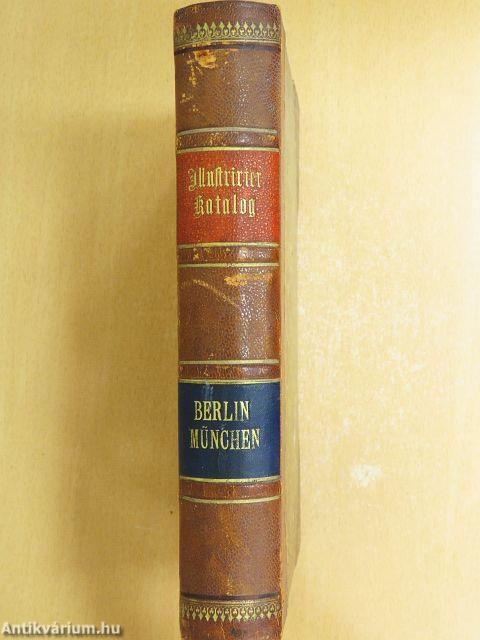 Illustrirter
Katalog
BERLIN
MÜNCHEN
Antikvárium.hu